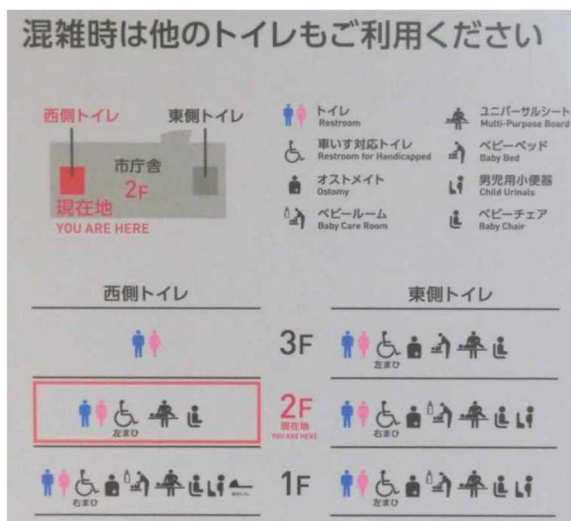 混雑時は他のトイレもご利用ください
西側トイレ
東側トイレ
市庁舎
2F
現在地
YOU ARE HERE
トイレ
Restroom
車いす対応トイレ
Restroom for Handicapped
オストメイト
Ostomy
ベビールーム
Baby Care Room
ユニバーサルシート
Multi-Purpose Board
ベビーベッド
Baby Bed
男児用小便器
Child Urinals
ベビーチェア
Baby Chair
西側トイレ
東側トイレ
3F
左まひ
左まひ
2F
現在地
YOU ARE HERE
右まひ
右まひ
1F
左まひ